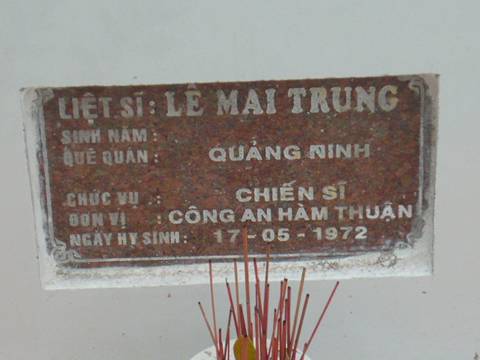 LIỆT SĨ : LÊ MAI TRUNG
SINH NĂM :
QUÊ QUÁN : QUẢNG NINH
CHỨC VỤ : CHIẾN SĨ
ĐƠN VỊ : CÔNG AN HÀM THUẬN
NGÀY HY SINH : 17 - 05 - 1972